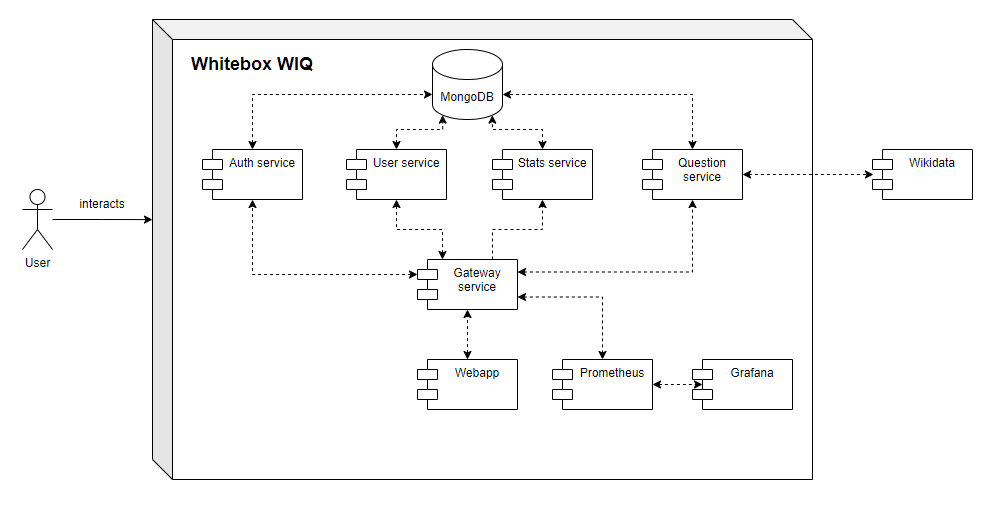 Whitebox WIQ
MongoDB
Auth service
User service
Stats service
Question
service
Wikidata
interacts
User
Gateway
service
Webapp
Prometheus
Grafana